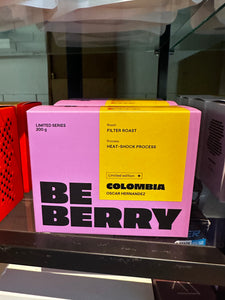 LIMITED SERIES
200 g
Roast
FILTER ROAST
Process
HEAT-SHOCK PROCESS
Limited edition
COLOMBIA
OSCAR HERNANDEZ
BE
BERRY